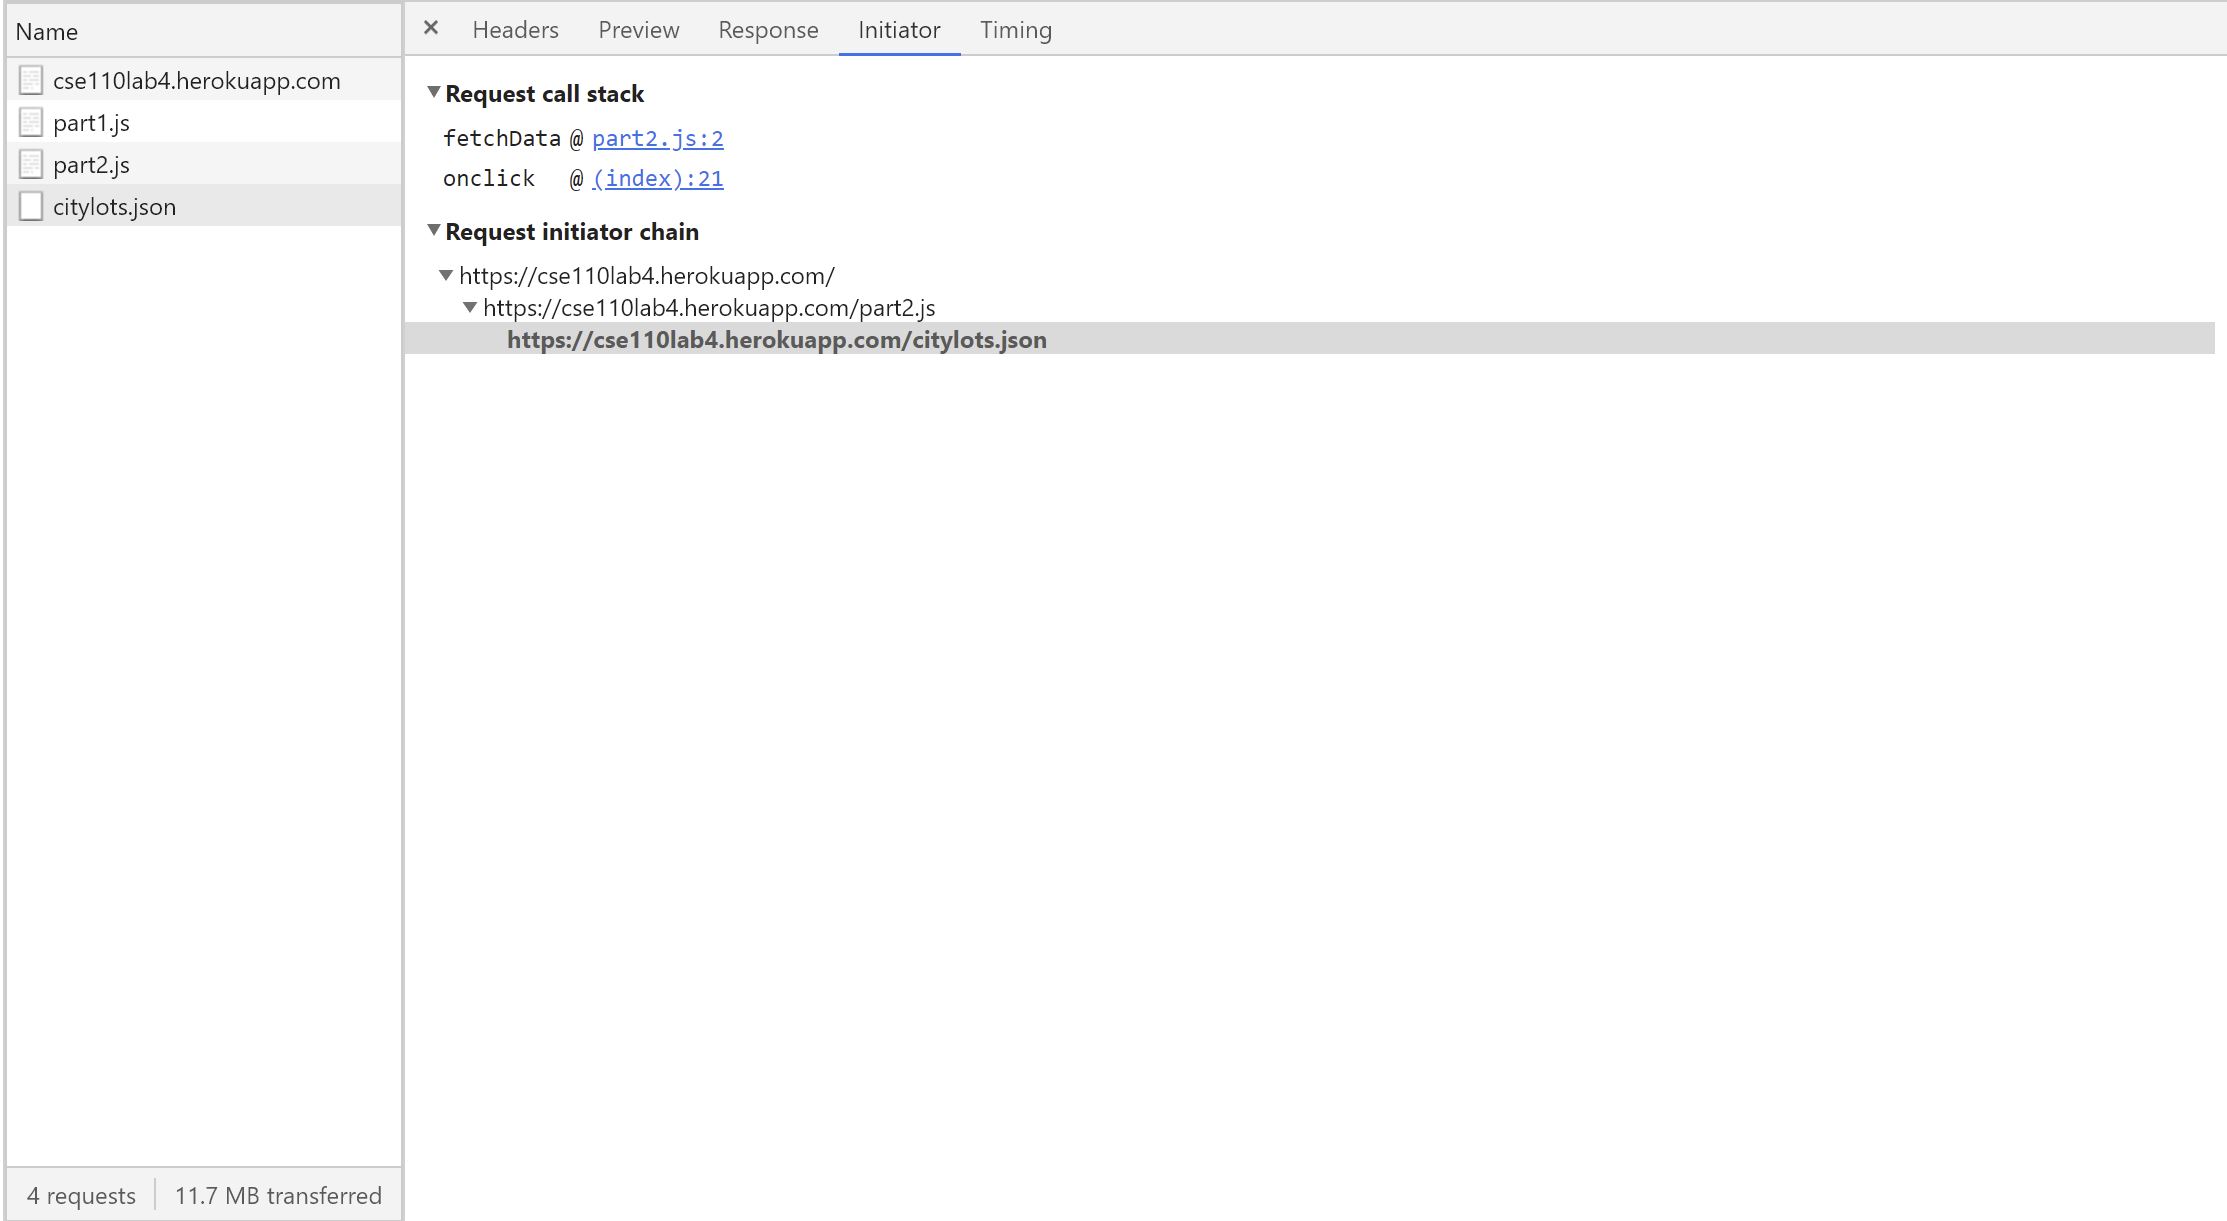 Name
cse110lab4.herokuapp.com
part1.js
part2.js
citylots.json
4 requests 11.7 MB transferred
× Headers Preview Response Initiator Timing
Request call stack
fetchData @ part2.js:2
onclick @ (index):21
Request initiator chain
https://cse110lab4.herokuapp.com/
https://cse110lab4.herokuapp.com/part2.js
https://cse110lab4.herokuapp.com/citylots.json